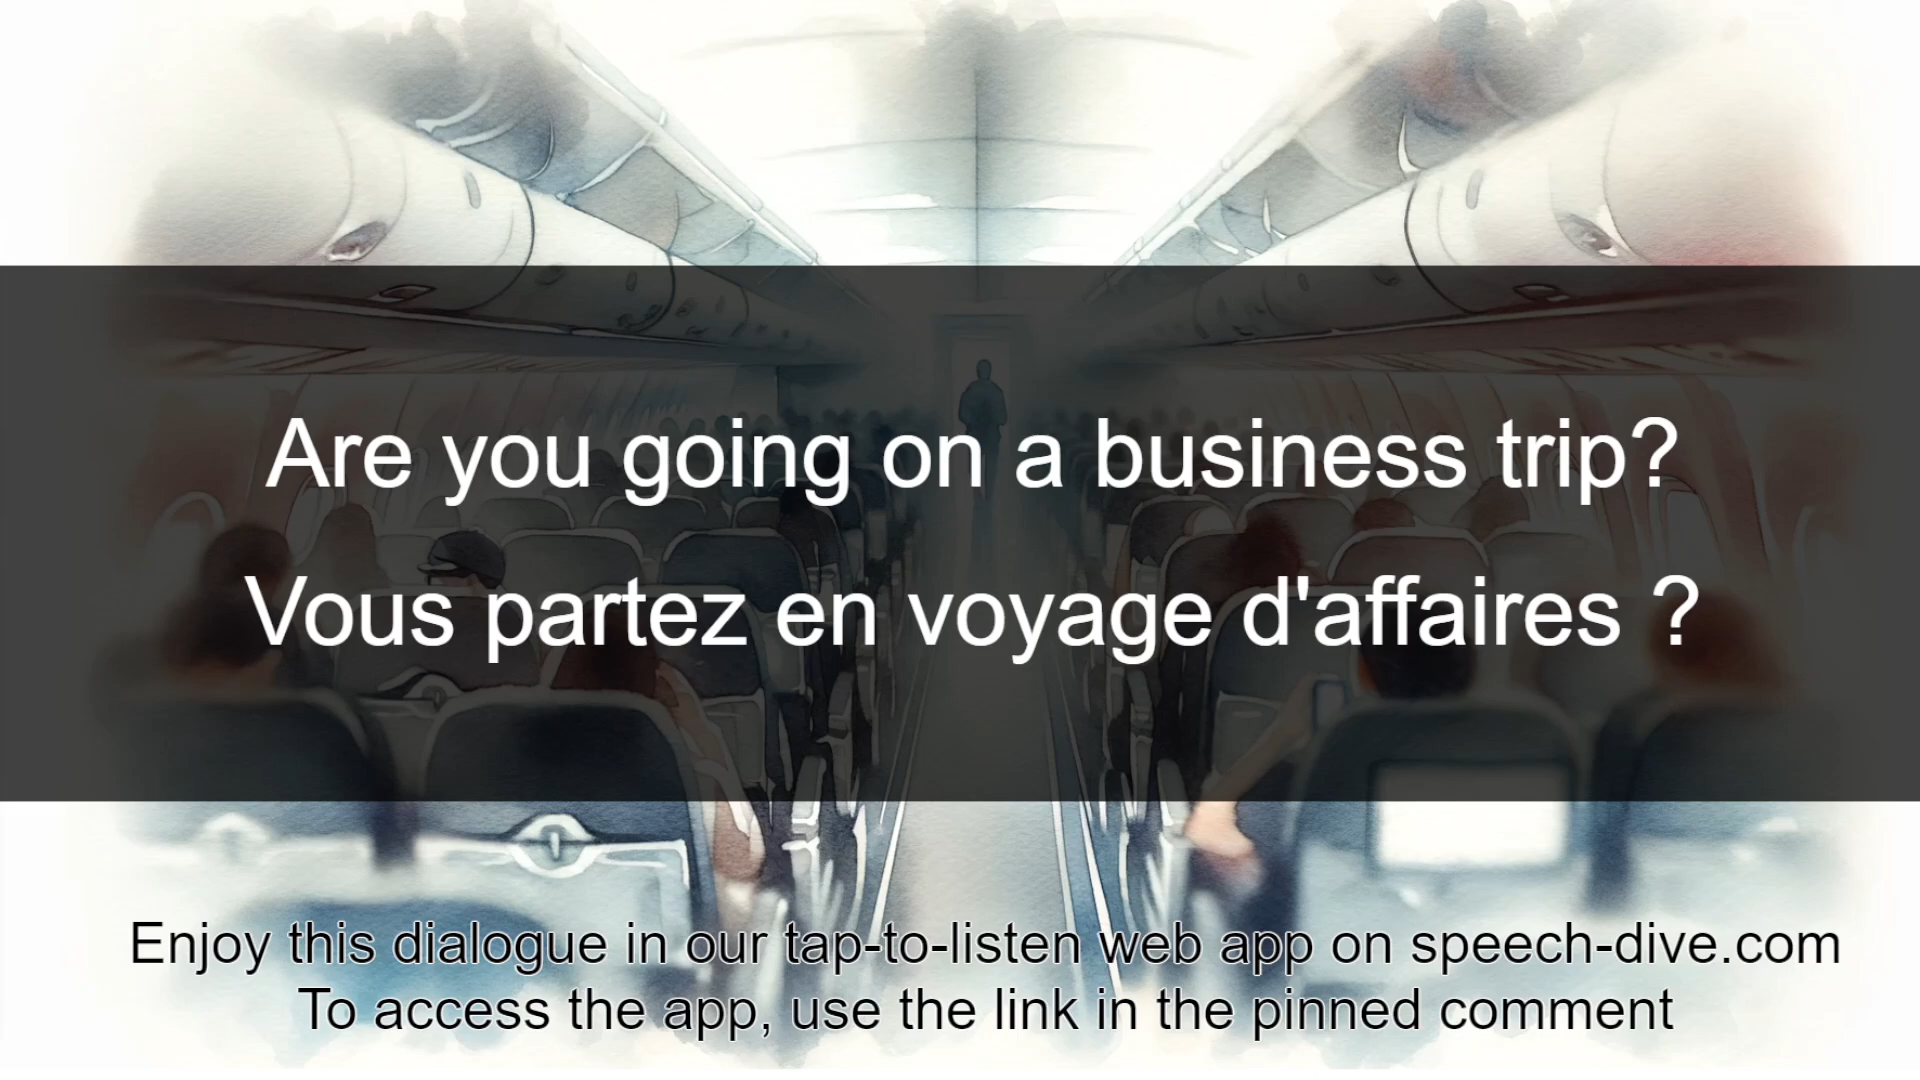 Are you going on a business trip?
Vous partez en voyage d'affaires ?
Enjoy this dialogue in our tap-to-listen web app on speech-dive.com
To access the app, use the link in the pinned comment